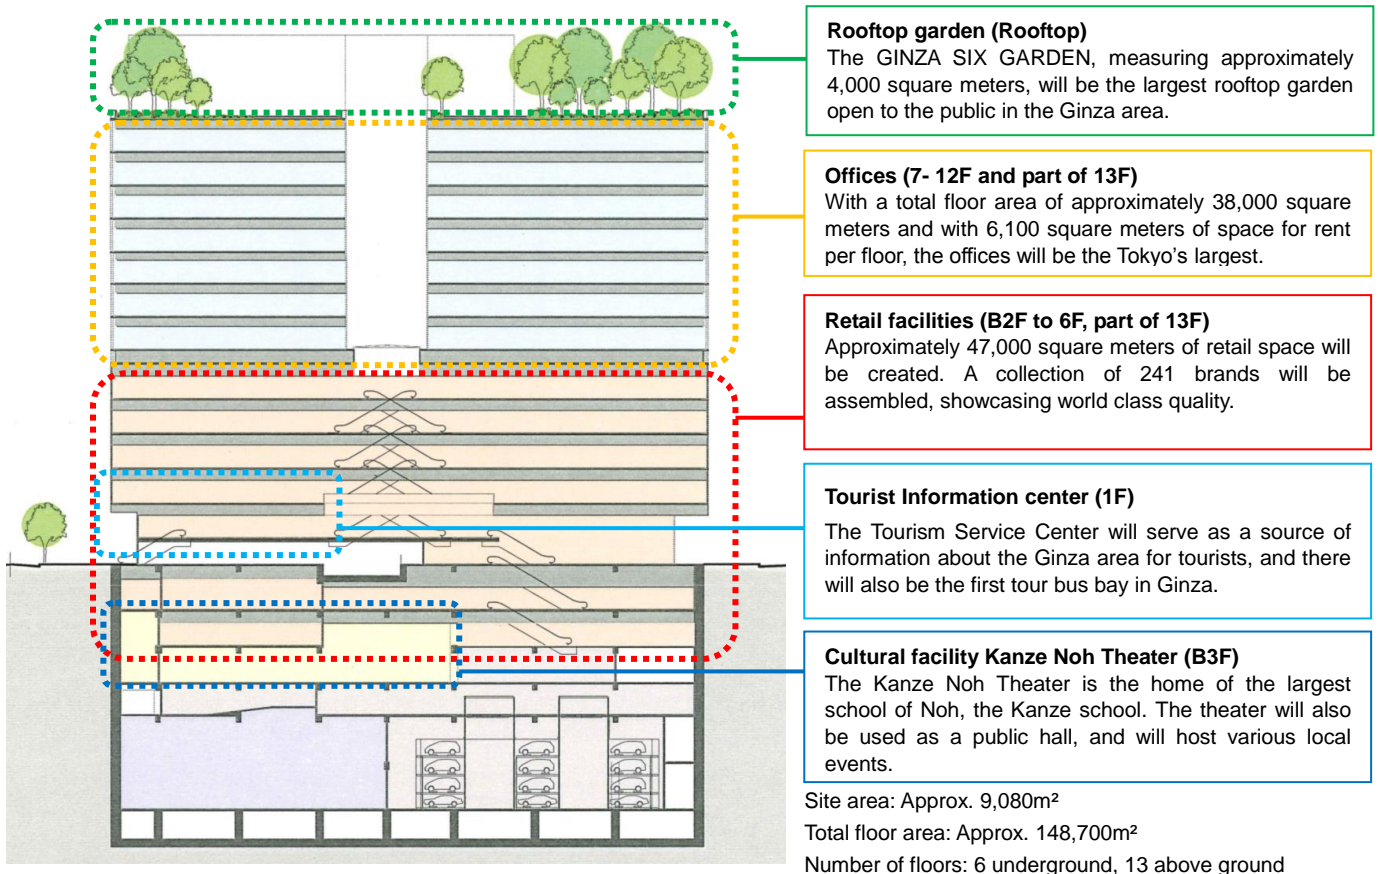 Rooftop garden (Rooftop)
The GINZA SIX GARDEN, measuring approximately
4,000 square meters, will be the largest rooftop garden
open to the public in the Ginza area.
Offices (7- 12F and part of 13F)
With a total floor area of approximately 38,000 square
meters and with 6,100 square meters of space for rent
per floor, the offices will be the Tokyo’s largest.
Retail facilities (B2F to 6F, part of 13F)
Approximately 47,000 square meters of retail space will
be created. A collection of 241 brands will be
assembled, showcasing world class quality.
Tourist Information center (1F)
The Tourism Service Center will serve as a source of
information about the Ginza area for tourists, and there
will also be the first tour bus bay in Ginza.
Cultural facility Kanze Noh Theater (B3F)
The Kanze Noh Theater is the home of the largest
school of Noh, the Kanze school. The theater will also
be used as a public hall, and will host various local
events.
Site area: Approx. 9,080m²
Total floor area: Approx. 148,700m²
Number of floors: 6 underground, 13 above ground